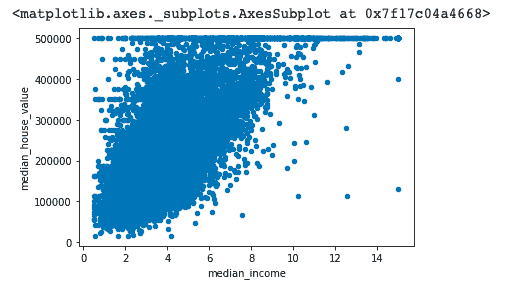 <matplotlib.axes._subplots.AxesSubplot at 0x7f17c04a4668>
500000
400000
median_house_value
300000
200000
100000
0
0 2 4 6 8 10 12 14
median_income